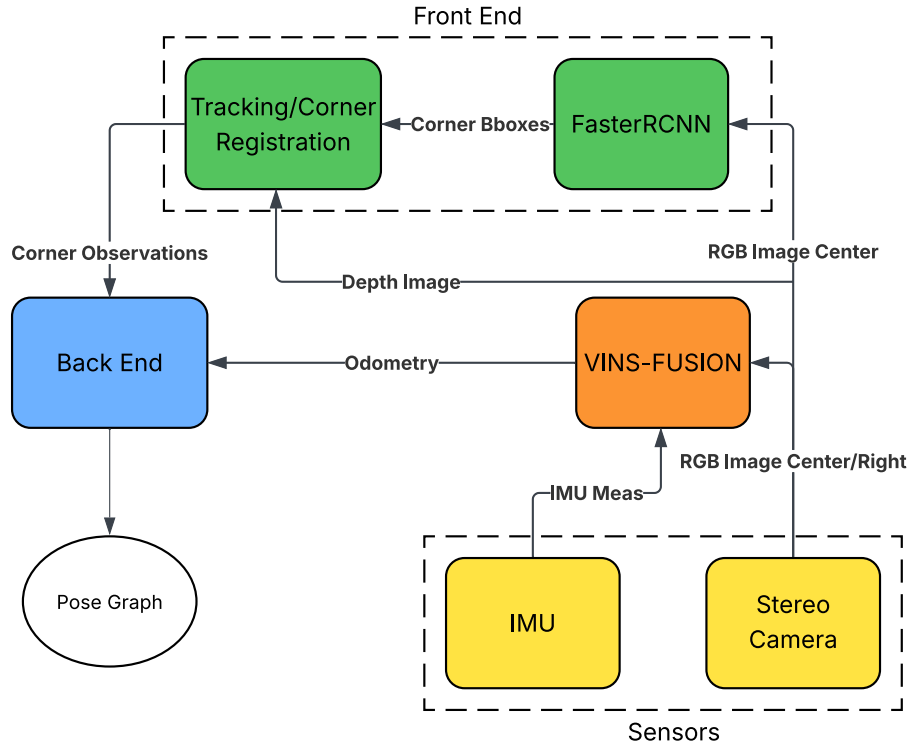 Front End
Tracking/Corner
Registration
Corner Bboxes
FasterRCNN
Corner Observations
RGB Image Center
Depth Image
Back End
Odometry
VINS-FUSION
RGB Image Center/Right
IMU Meas
Pose Graph
IMU
Stereo
Camera
Sensors